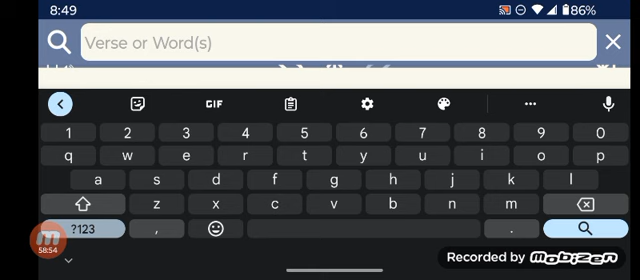 8:49
86%
Verse or Word(s)
GIF
1 2 3 4 5 6 7 8 9 0
q w e r t y u i o p
a s d f g h j k l
z x c v b n m
?123 , .
58:54
Recorded by MOBIZEN